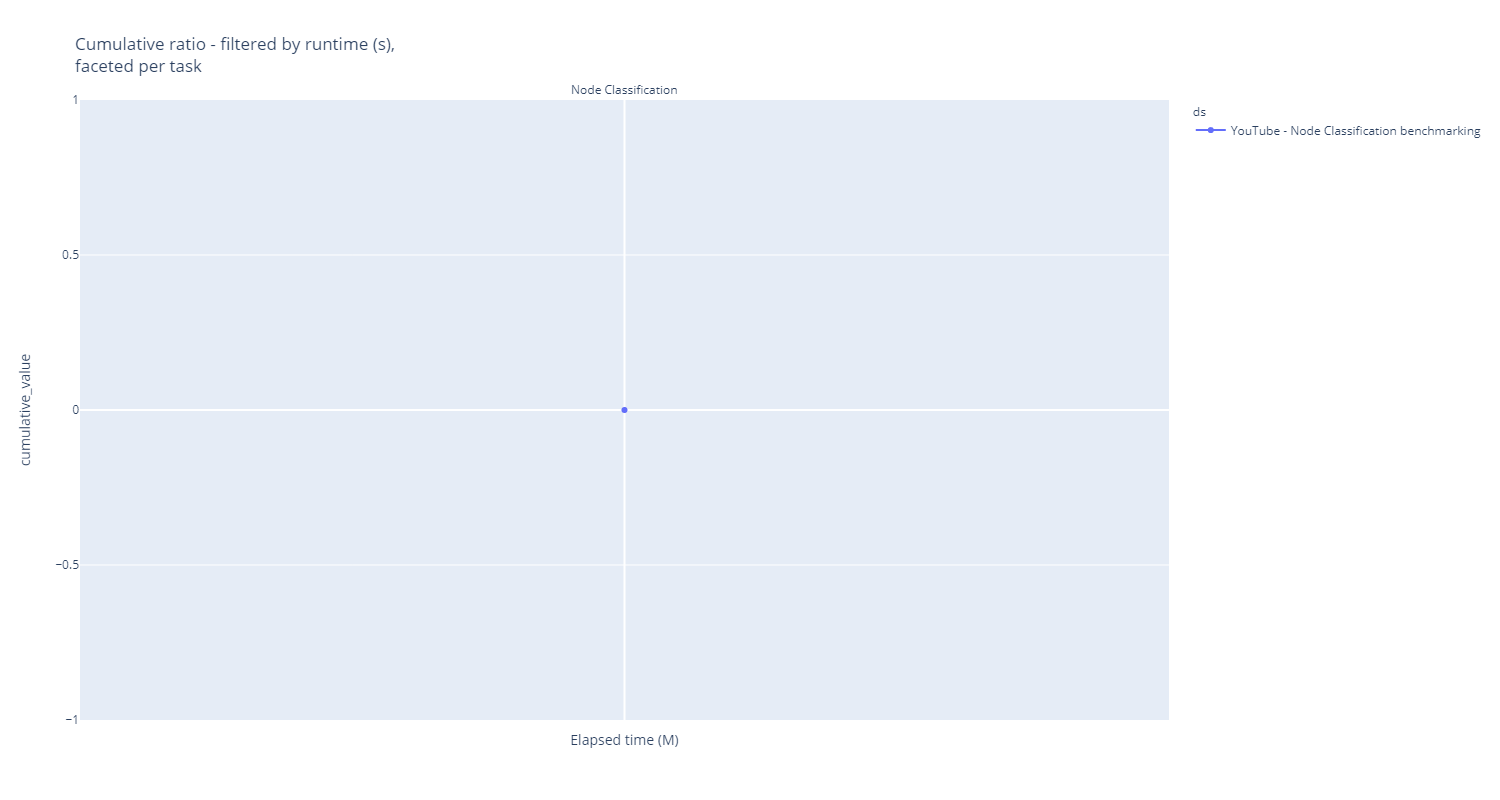 Cumulative ratio - filtered by runtime (s),
faceted per task
Node Classification
ds
YouTube - Node Classification benchmarking
1
0.5
0
−0.5
−1
cumulative_value
Elapsed time (M)